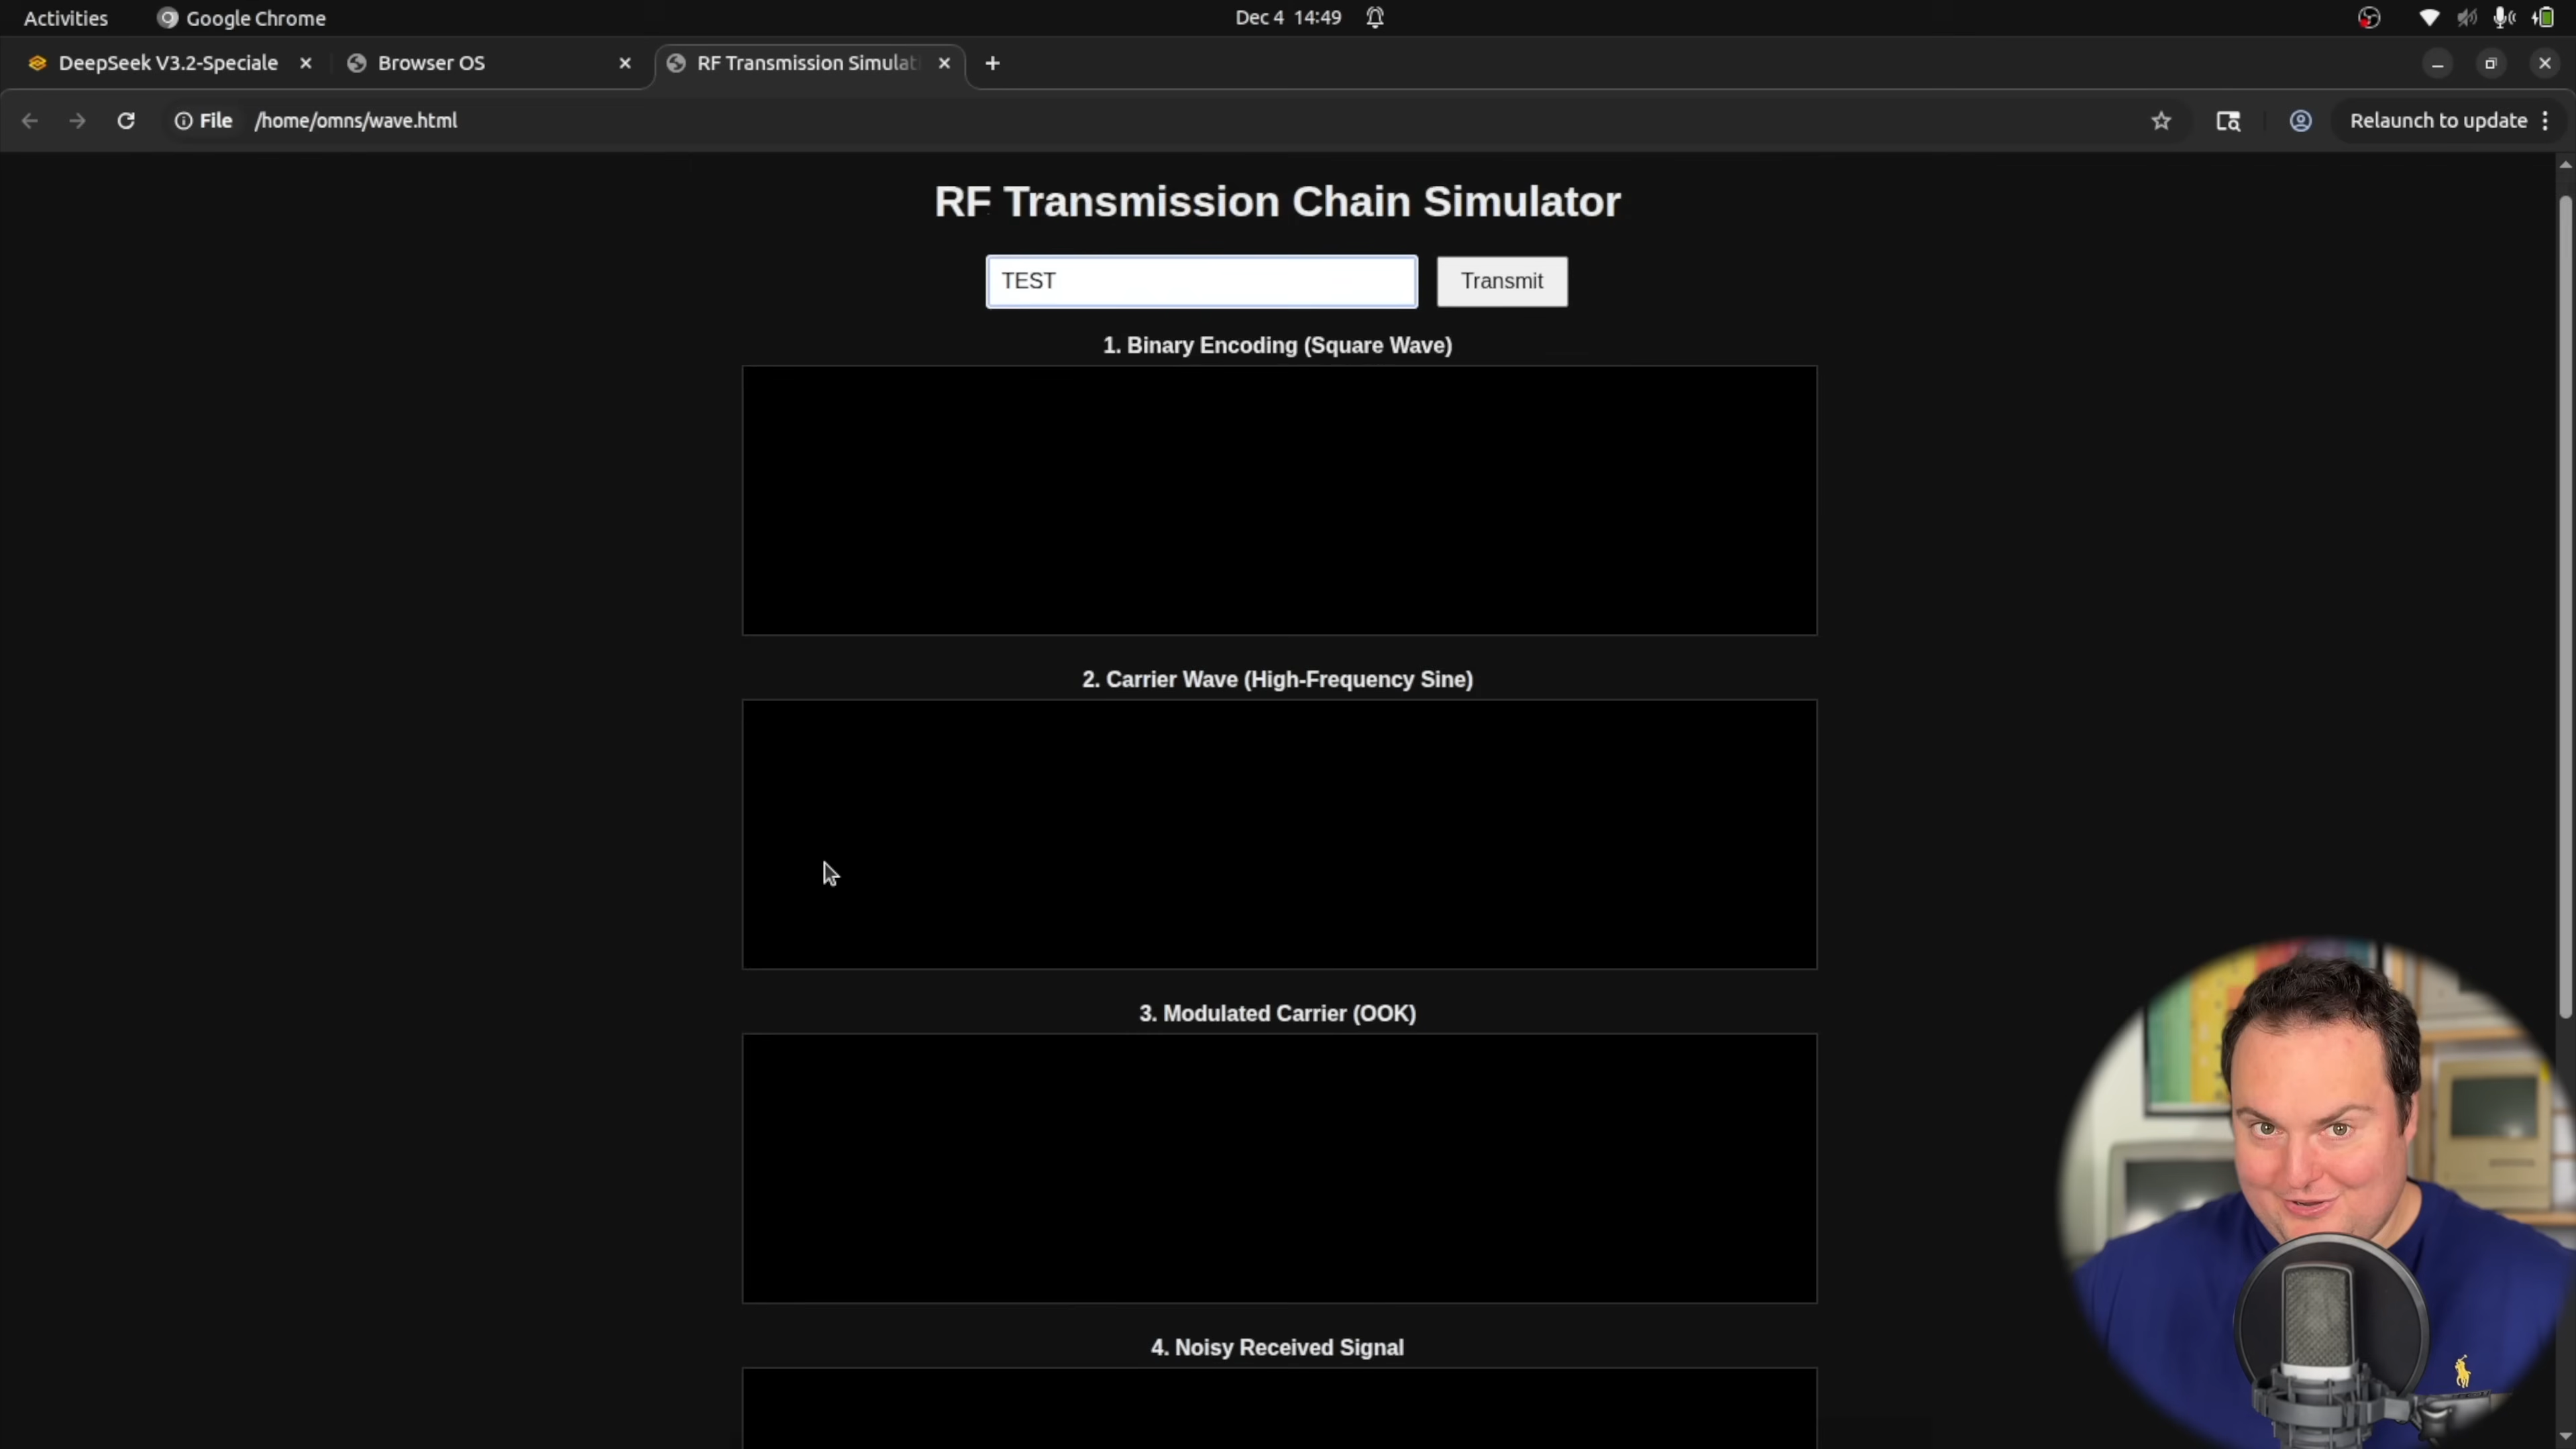 Activities
Google Chrome
Dec 4 14:49
DeepSeek V3.2-Speciale
Browser OS
RF Transmission Simulat
File
/home/omns/wave.html
Relaunch to update
RF Transmission Chain Simulator
TEST
Transmit
1. Binary Encoding (Square Wave)
2. Carrier Wave (High-Frequency Sine)
3. Modulated Carrier (OOK)
4. Noisy Received Signal